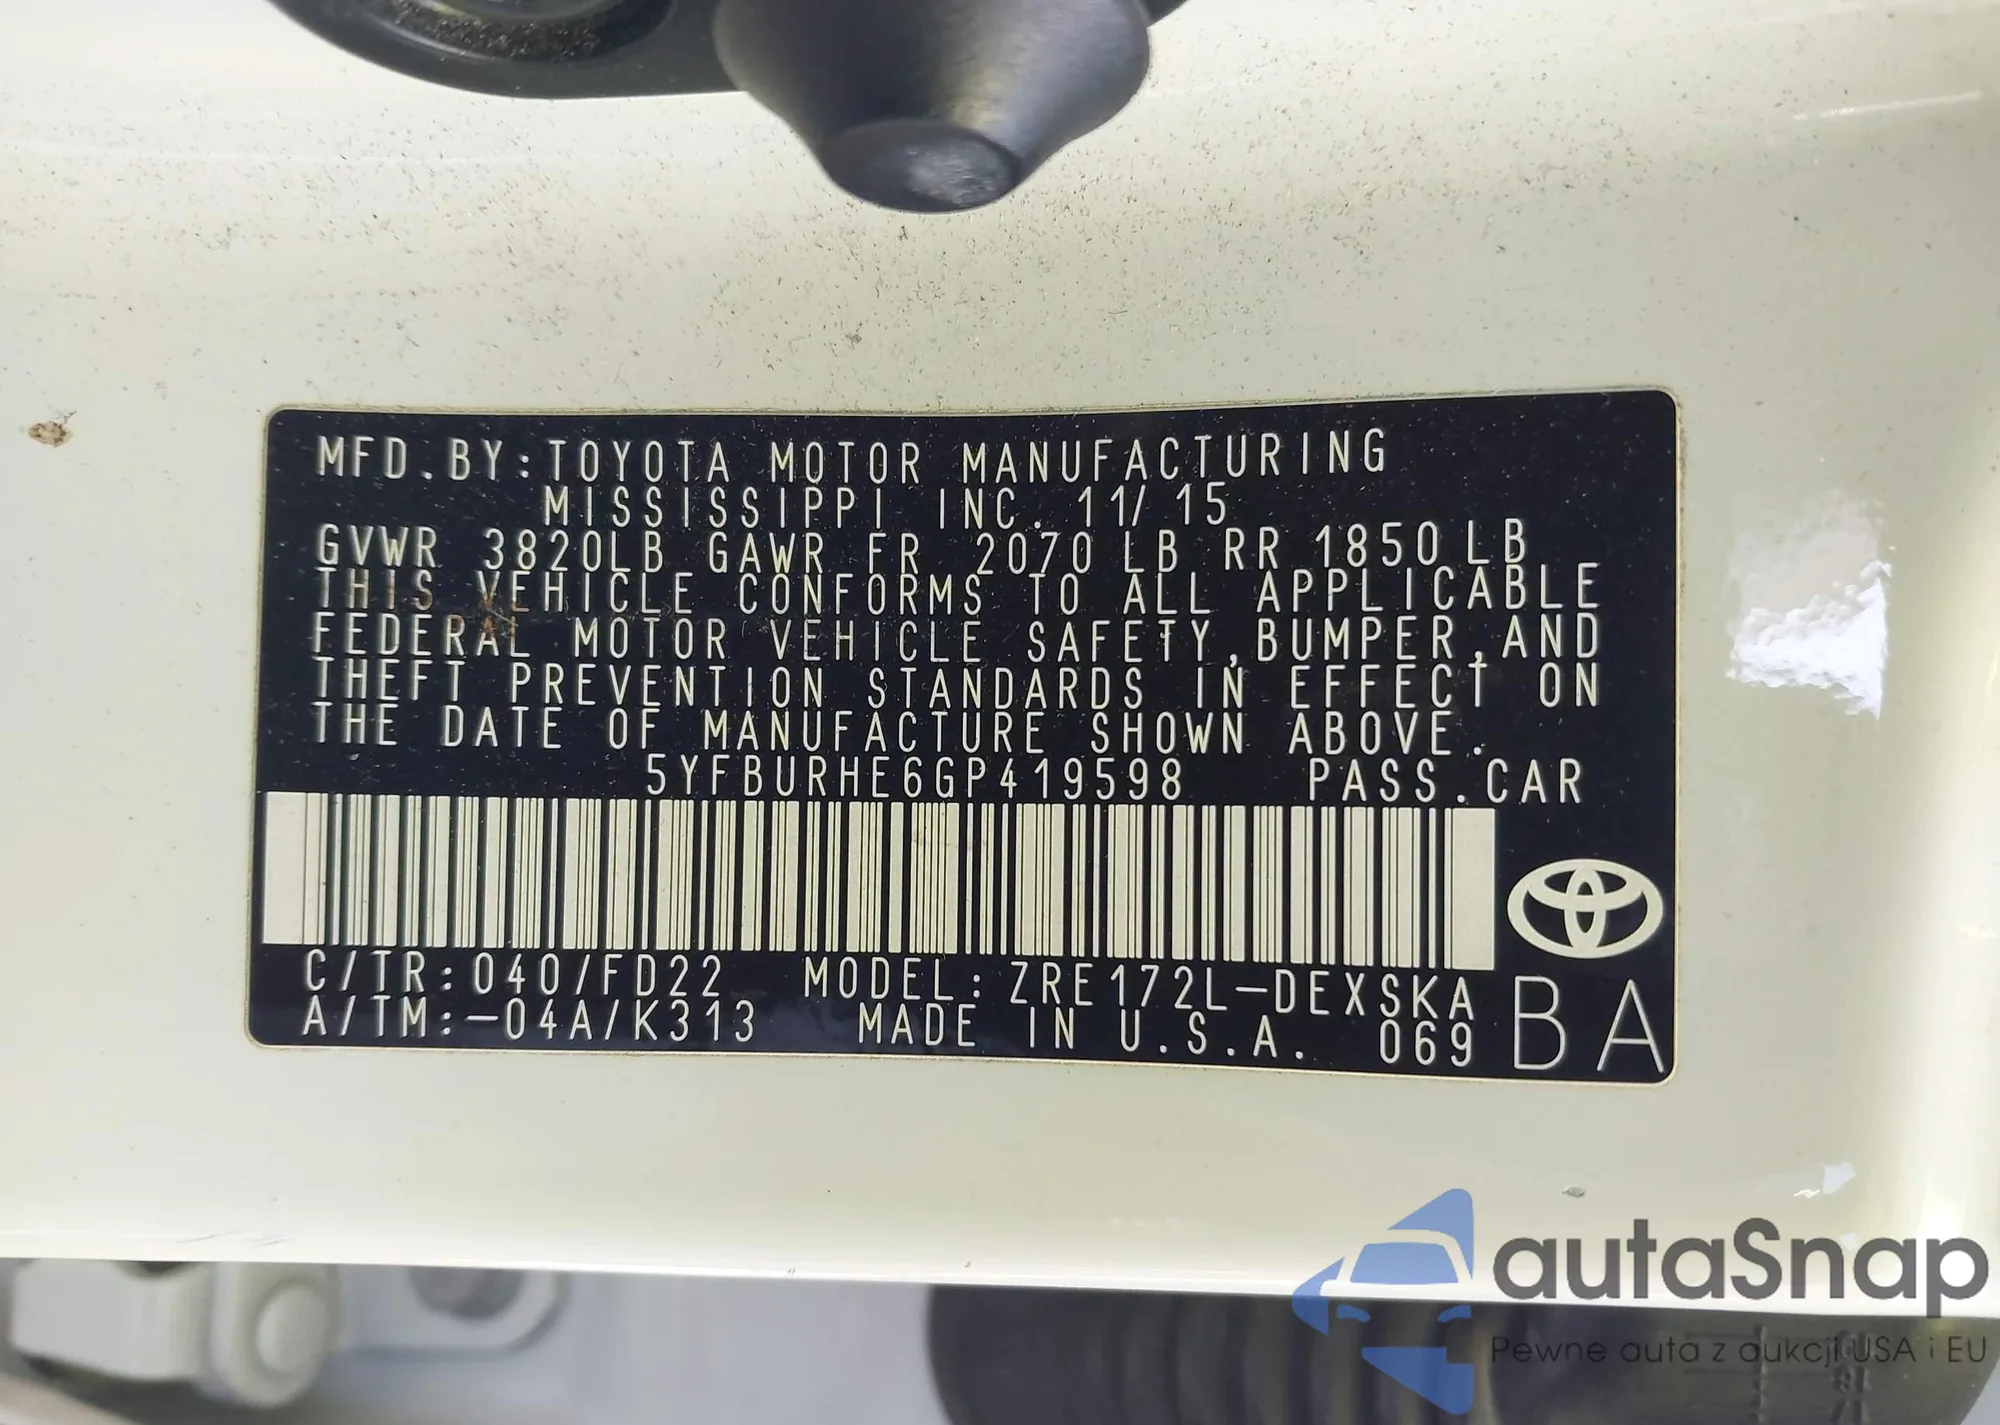 MFD.BY:TOYOTA MOTOR MANUFACTURING
MISSISSIPPI INC. 11/15
GVWR 3820LB GAWR FR 2070 LB RR 1850 LB
THIS VEHICLE CONFORMS TO ALL APPLICABLE
FEDERAL MOTOR VEHICLE SAFETY,BUMPER,AND
THEFT PREVENTION STANDARDS IN EFFECT ON
THE DATE OF MANUFACTURE SHOWN ABOVE.
5YFBURHE6GP419598 PASS.CAR
C/TR:040/FD22 MODEL:ZRE172L-DEXSKA
A/TM:-04A/K313 MADE IN U.S.A. 069
BA
autaSnap
Pewne auta z aukcji USA i EU